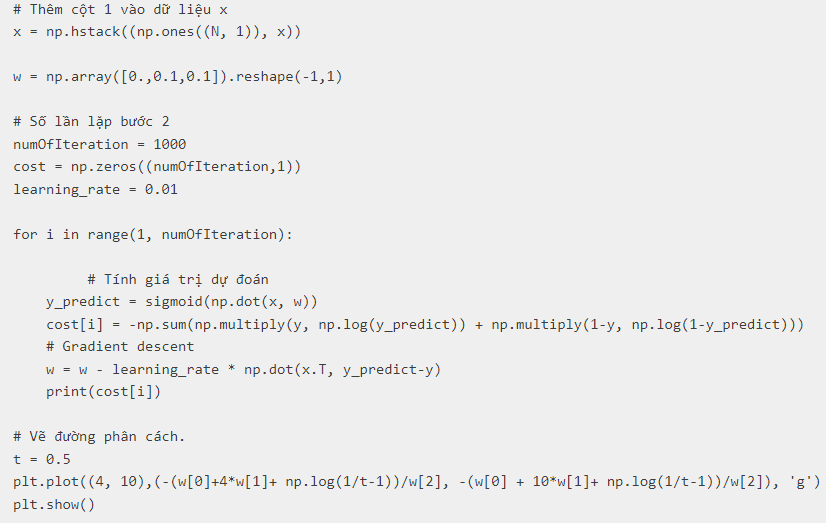 # Thêm cột 1 vào dữ liệu x
x = np.hstack((np.ones((N, 1)), x))
w = np.array([0.,0.1,0.1]).reshape(-1,1)
# Số lần lặp bước 2
numOfIteration = 1000
cost = np.zeros((numOfIteration,1))
learning_rate = 0.01
for i in range(1, numOfIteration):
# Tính giá trị dự đoán
y_predict = sigmoid(np.dot(x, w))
cost[i] = -np.sum(np.multiply(y, np.log(y_predict)) + np.multiply(1-y, np.log(1-y_predict)))
# Gradient descent
w = w - learning_rate * np.dot(x.T, y_predict-y)
print(cost[i])
# Vẽ đường phân cách.
t = 0.5
plt.plot((4, 10),(-(w[0]+4*w[1]+ np.log(1/t-1))/w[2], -(w[0] + 10*w[1]+ np.log(1/t-1))/w[2]), 'g')
plt.show()